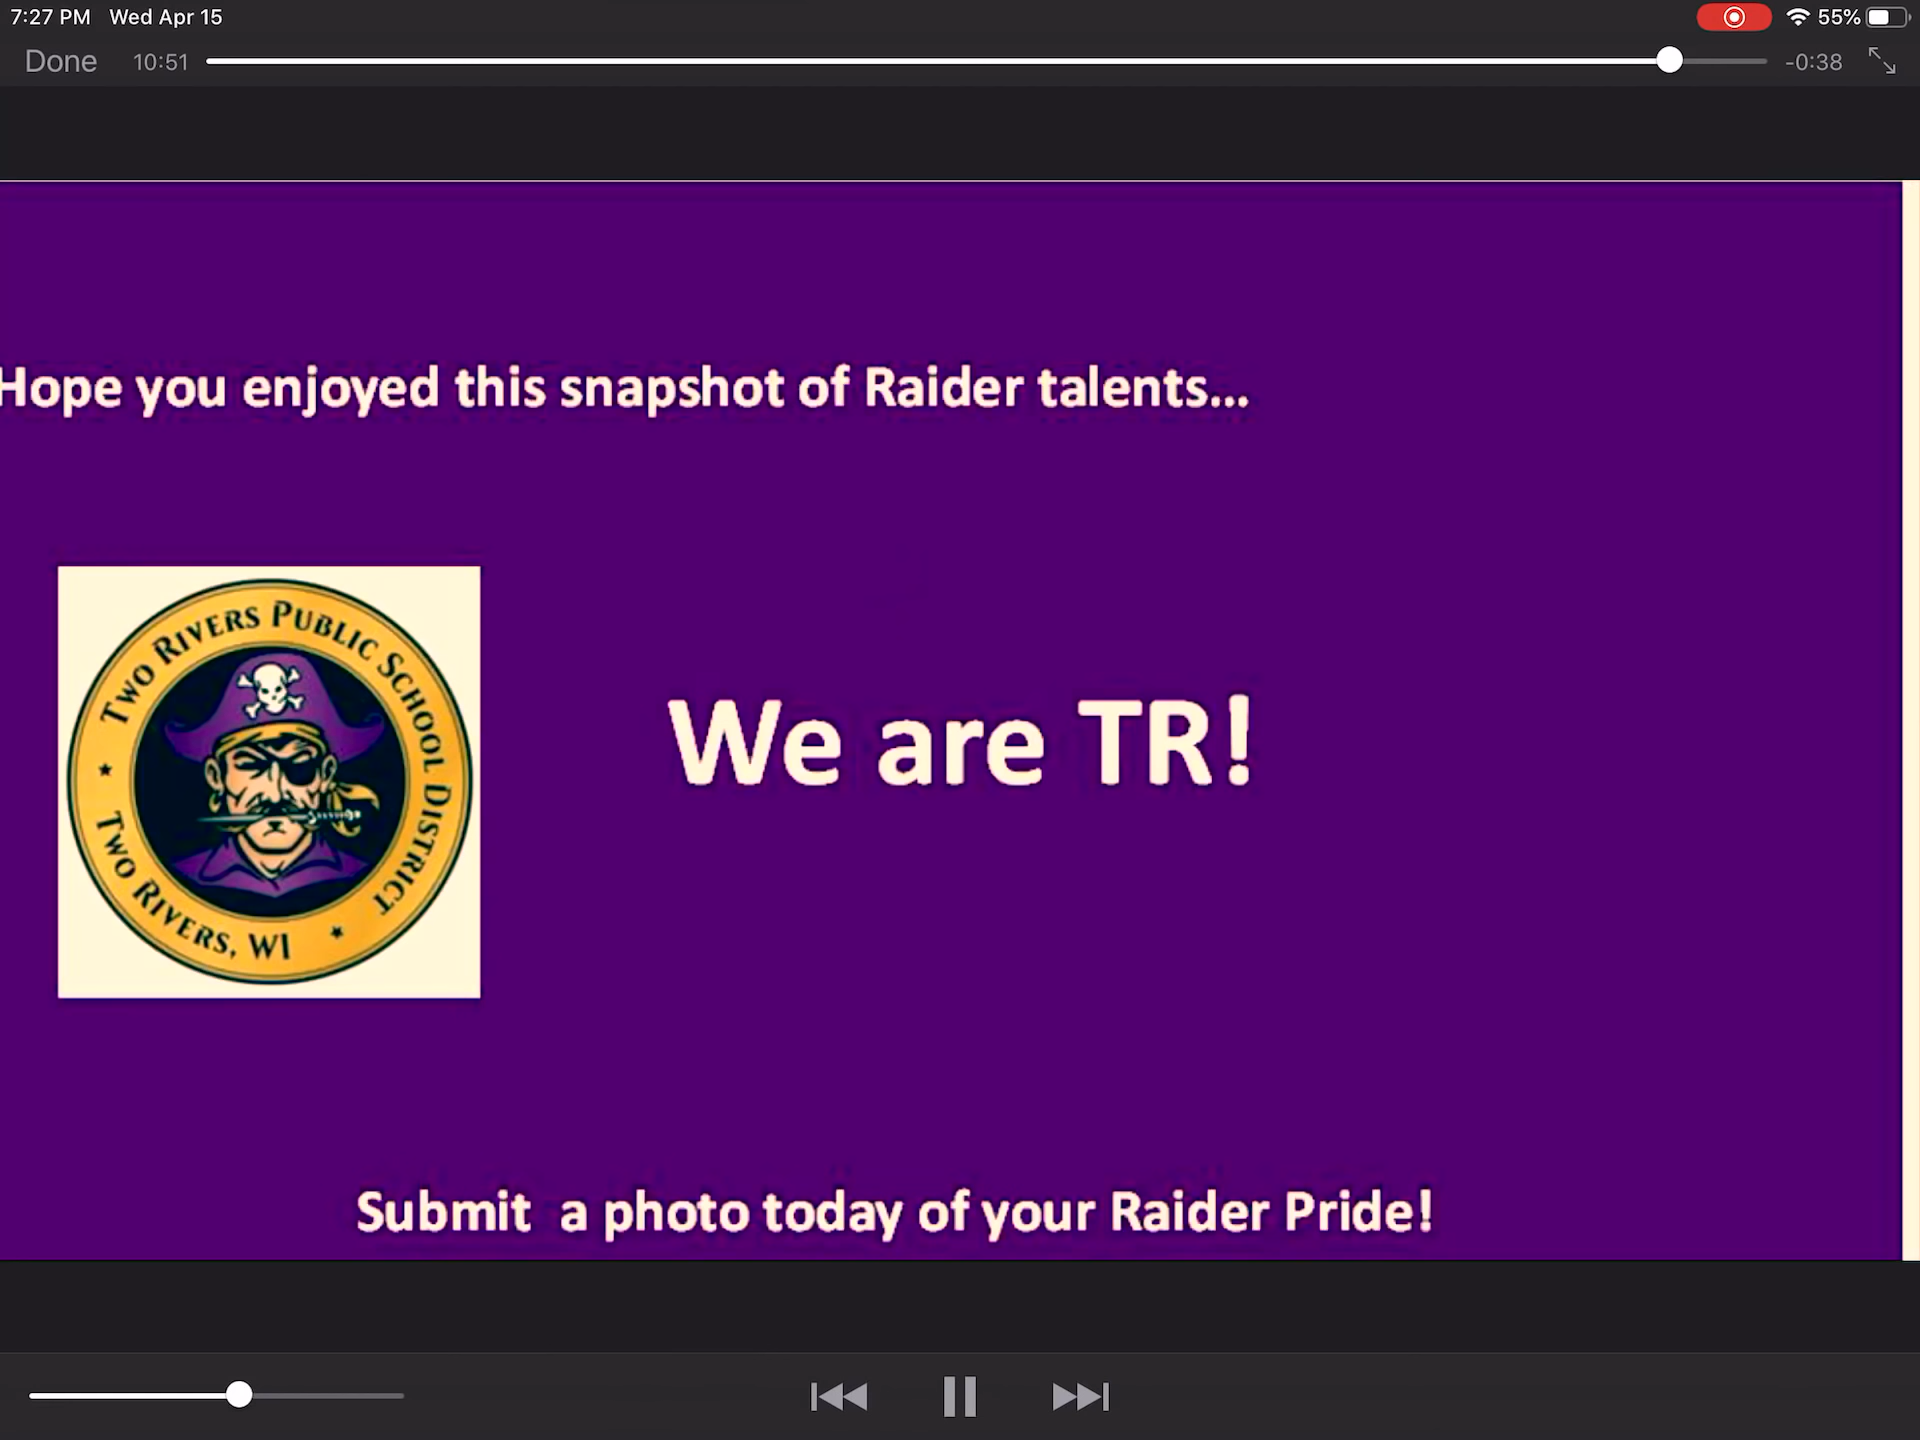 7:27 PM Wed Apr 15
55%
Done 10:51 -0:38
Hope you enjoyed this snapshot of Raider talents...
TWO RIVERS PUBLIC SCHOOL DISTRICT
TWO RIVERS, WI
We are TR!
Submit a photo today of your Raider Pride!